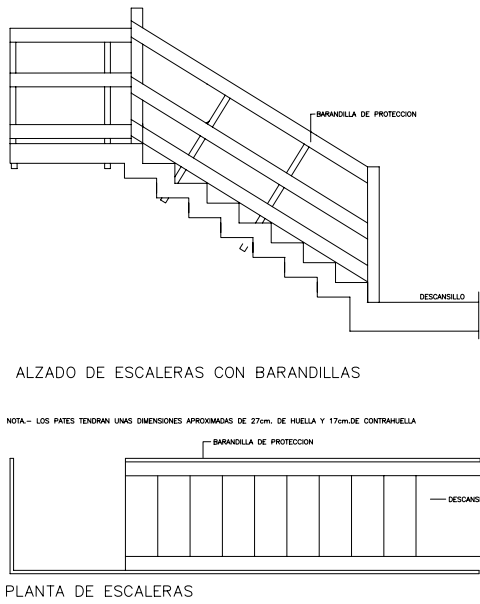 BARANDILLA DE PROTECCION
DESCANSILLO
ALZADO DE ESCALERAS CON BARANDILLAS
NOTA.- LOS PATES TENDRAN UNAS DIMENSIONES APROXIMADAS DE 27cm. DE HUELLA Y 17cm.DE CONTRAHUELLA
BARANDILLA DE PROTECCION
DESCANSI
PLANTA DE ESCALERAS